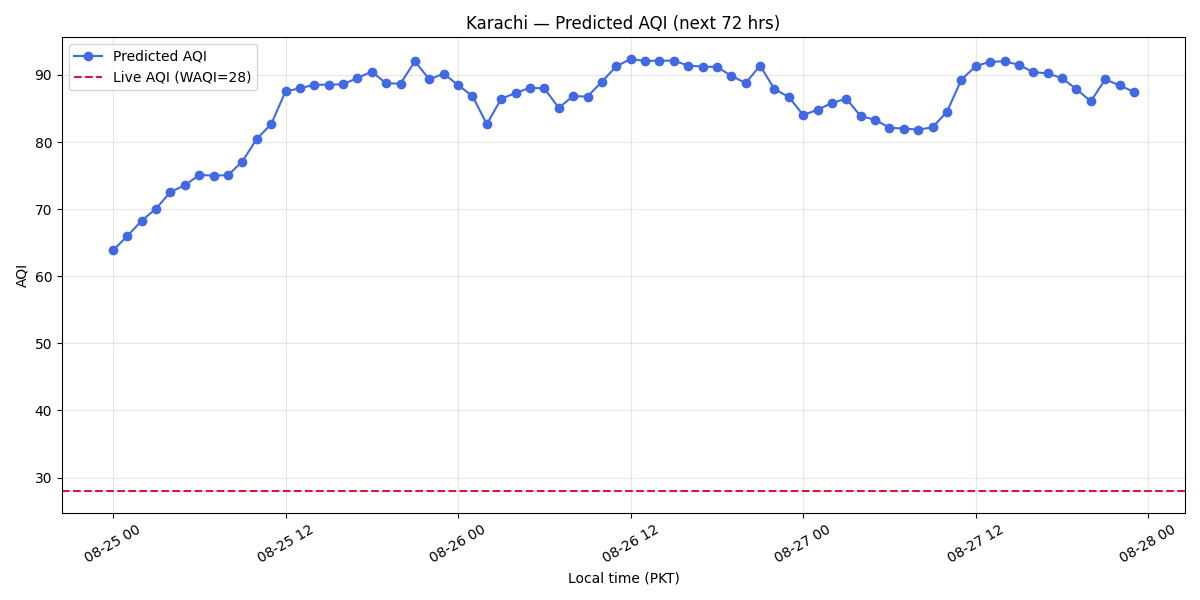 Karachi — Predicted AQI (next 72 hrs)
Predicted AQI
Live AQI (WAQI=28)
90
80
70
60
50
40
30
AQI
08-25 00
08-25 12
08-26 00
08-26 12
08-27 00
08-27 12
08-28 00
Local time (PKT)